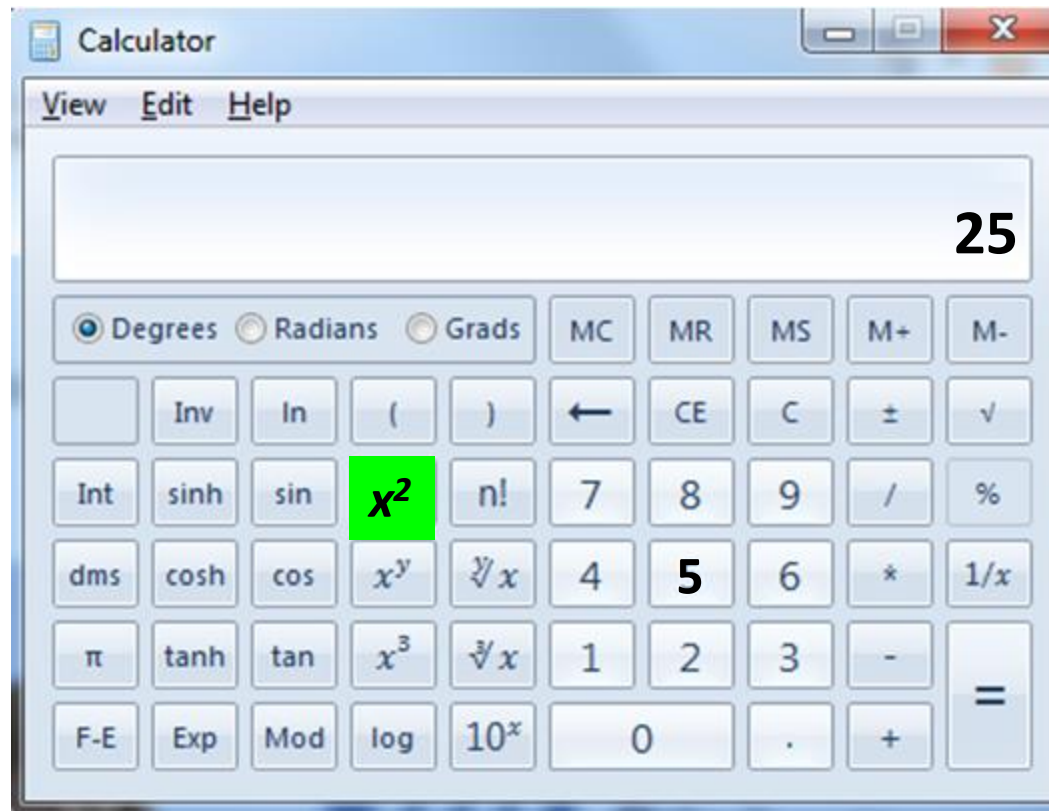 Calculator
View Edit Help
25
Degrees Radians Grads MC MR MS M+ M-
Inv ln ( ) ← CE C ± √
Int sinh sin x² n! 7 8 9 / %
dms cosh cos xʸ ʸ√x 4 5 6 * 1/x
π tanh tan x³ ³√x 1 2 3 - =
F-E Exp Mod log 10ˣ 0 . +